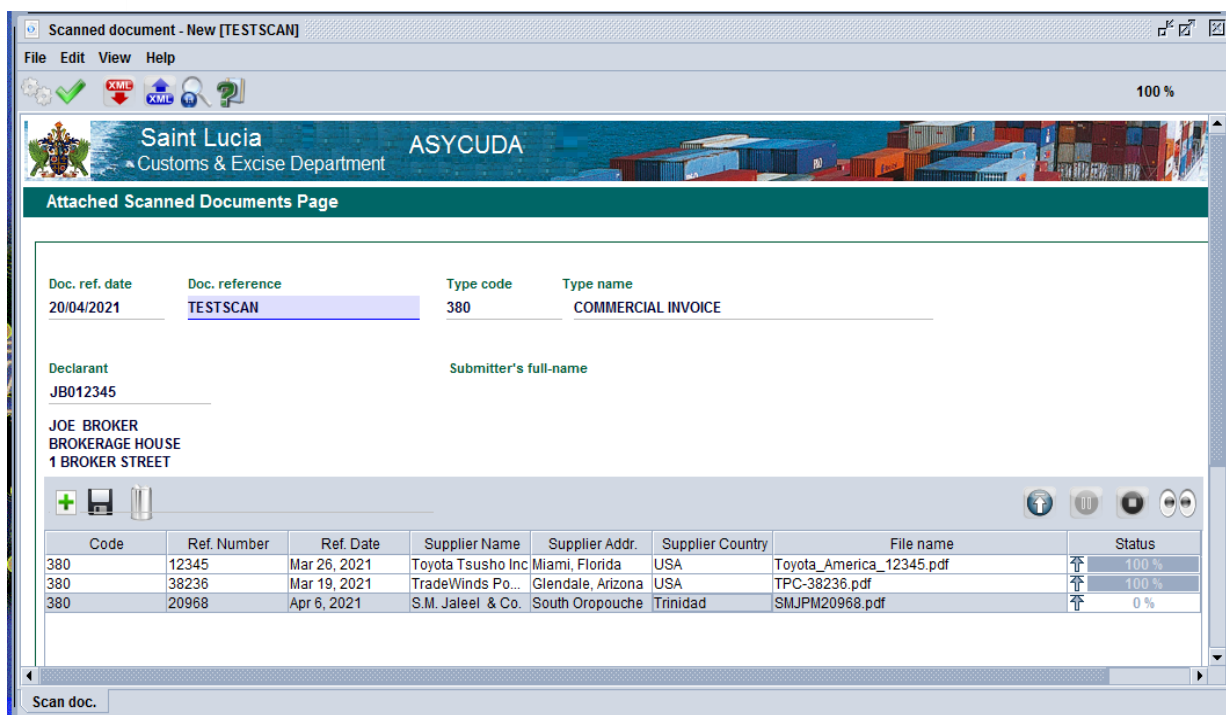 Scanned document - New [TESTSCAN]
File Edit View Help
XML XML 100 %
Saint Lucia
Customs & Excise Department
ASYCUDA
Attached Scanned Documents Page
Doc. ref. date Doc. reference Type code Type name
20/04/2021 TESTSCAN 380 COMMERCIAL INVOICE
Declarant Submitter's full-name
JB012345
JOE BROKER
BROKERAGE HOUSE
1 BROKER STREET
Code Ref. Number Ref. Date Supplier Name Supplier Addr. Supplier Country File name Status
380 12345 Mar 26, 2021 Toyota Tsusho Inc Miami, Florida USA Toyota_America_12345.pdf 100 %
380 38236 Mar 19, 2021 TradeWinds Po... Glendale, Arizona USA TPC-38236.pdf 100 %
380 20968 Apr 6, 2021 S.M. Jaleel & Co. South Oropouche Trinidad SMJPM20968.pdf 0 %
Scan doc.